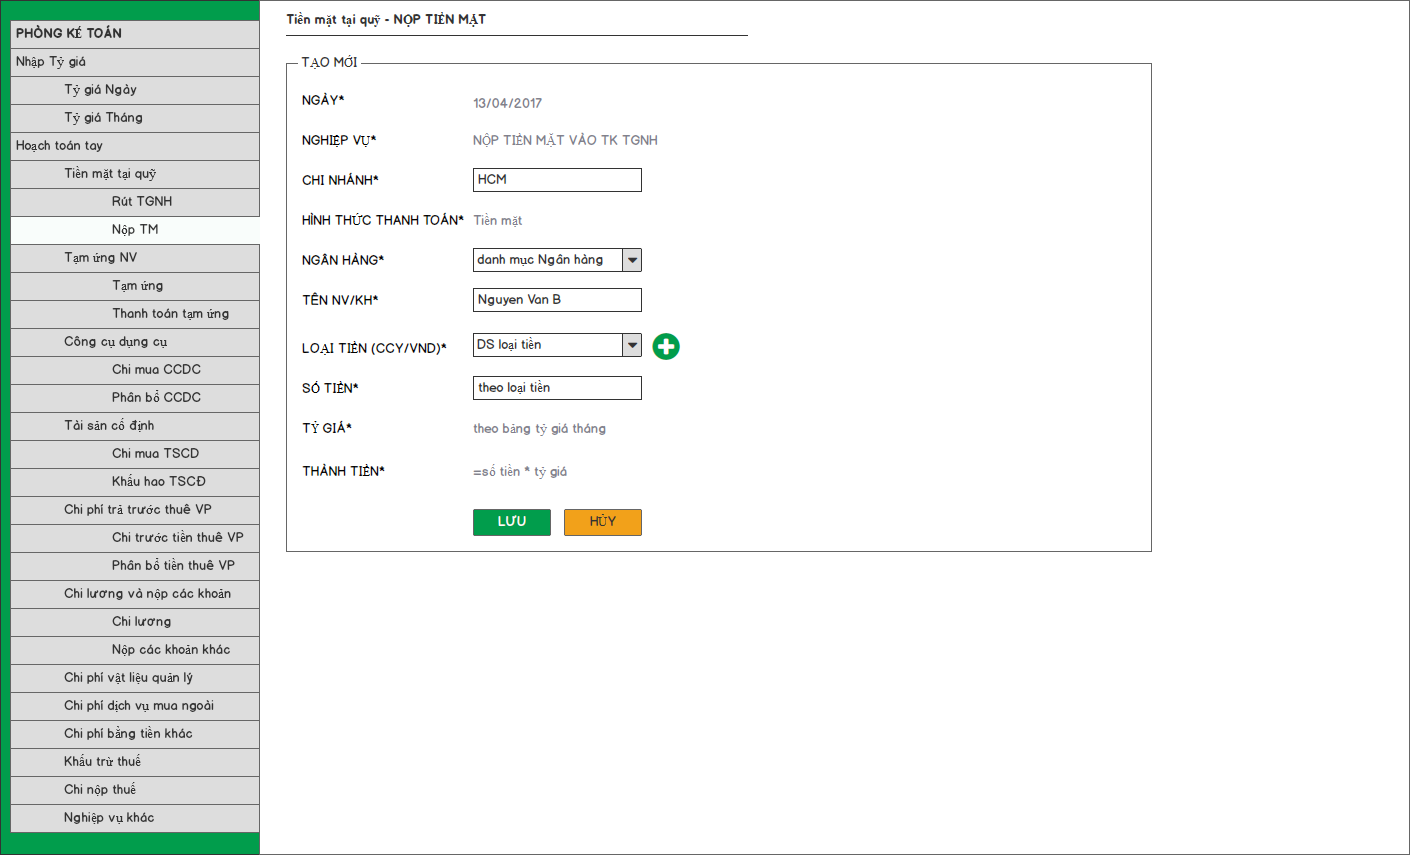 PHÒNG KẾ TOÁN
Nhập Tỷ giá
Tỷ giá Ngày
Tỷ giá Tháng
Hoạch toán tay
Tiền mặt tại quỹ
Rút TGNH
Nộp TM
Tạm ứng NV
Tạm ứng
Thanh toán tạm ứng
Công cụ dụng cụ
Chi mua CCDC
Phân bổ CCDC
Tài sản cố định
Chi mua TSCD
Khấu hao TSCĐ
Chi phí trả trước thuê VP
Chi trước tiền thuê VP
Phân bổ tiền thuê VP
Chi lương và nộp các khoản
Chi lương
Nộp các khoản khác
Chi phí vật liệu quản lý
Chi phí dịch vụ mua ngoài
Chi phí bằng tiền khác
Khấu trừ thuế
Chi nộp thuế
Nghiệp vụ khác
Tiền mặt tại quỹ - NỘP TIỀN MẶT
TẠO MỚI
NGÀY* 13/04/2017
NGHIỆP VỤ* NỘP TIỀN MẶT VÀO TK TGNH
CHI NHÁNH* HCM
HÌNH THỨC THANH TOÁN* Tiền mặt
NGÂN HÀNG* danh mục Ngân hàng
TÊN NV/KH* Nguyen Van B
LOẠI TIỀN (CCY/VND)* DS loại tiền
SỐ TIỀN* theo loại tiền
TỶ GIÁ* theo bảng tỷ giá tháng
THÀNH TIỀN* =số tiền * tỷ giá
LƯU HỦY